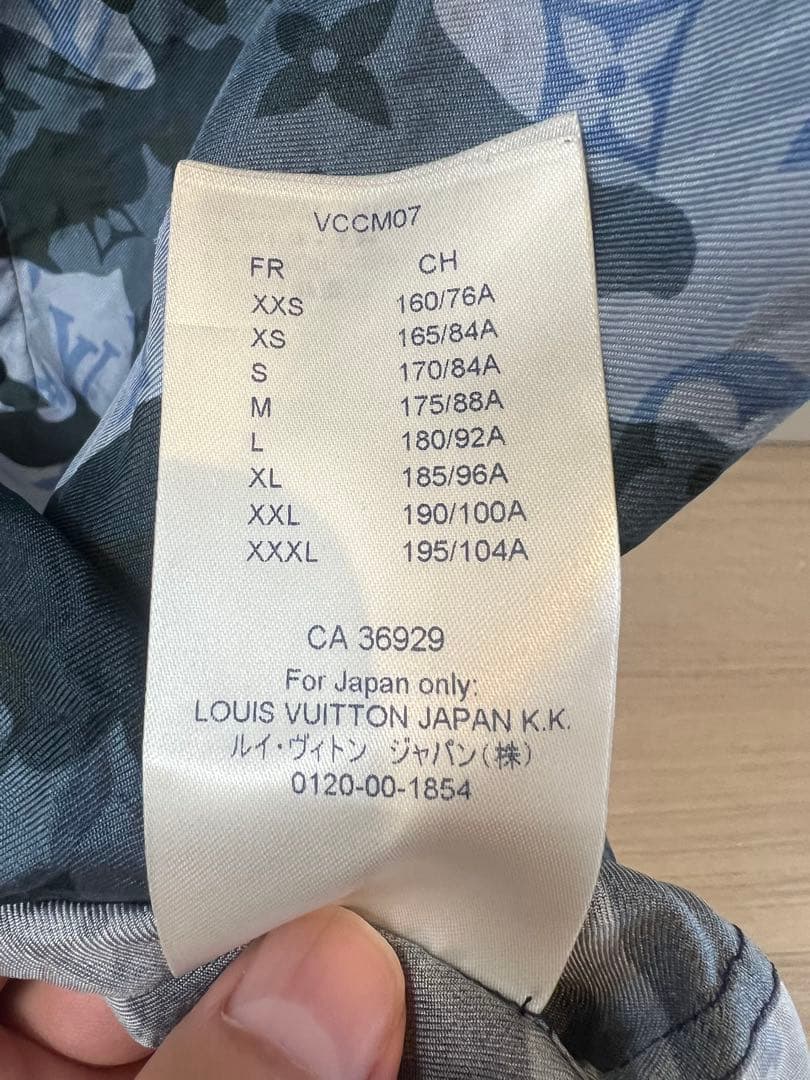 VCCM07
FR CH
XXS 160/76A
XS 165/84A
S 170/84A
M 175/88A
L 180/92A
XL 185/96A
XXL 190/100A
XXXL 195/104A
CA 36929
For Japan only:
LOUIS VUITTON JAPAN K.K.
ルイ・ヴィトン ジャパン(株)
0120-00-1854